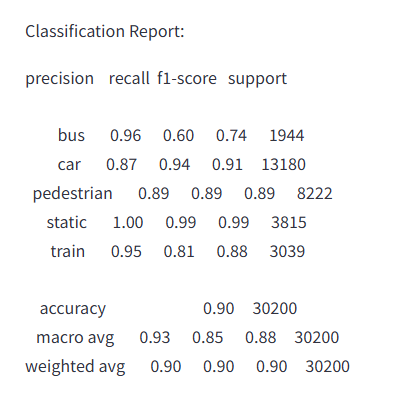 Classification Report:
precision recall f1-score support
bus 0.96 0.60 0.74 1944
car 0.87 0.94 0.91 13180
pedestrian 0.89 0.89 0.89 8222
static 1.00 0.99 0.99 3815
train 0.95 0.81 0.88 3039
accuracy 0.90 30200
macro avg 0.93 0.85 0.88 30200
weighted avg 0.90 0.90 0.90 30200